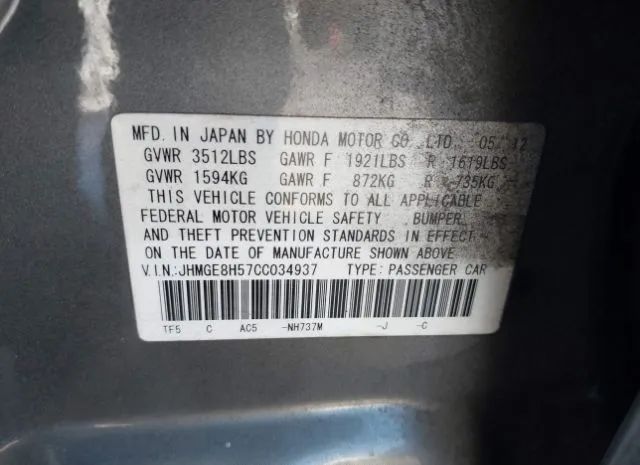 MFD. IN JAPAN BY HONDA MOTOR CO.,LTD. 05/12
GVWR 3512LBS GAWR F 1921LBS R 1619LBS
GVWR 1594KG GAWR F 872KG R 735KG
THIS VEHICLE CONFORMS TO ALL APPLICABLE
FEDERAL MOTOR VEHICLE SAFETY, BUMPER,
AND THEFT PREVENTION STANDARDS IN EFFECT
ON THE DATE OF MANUFACTURE SHOWN ABOVE
V.I.N.:JHMGE8H57CC034937 TYPE: PASSENGER CAR
TF5 C AC5 -NH737M -J -C